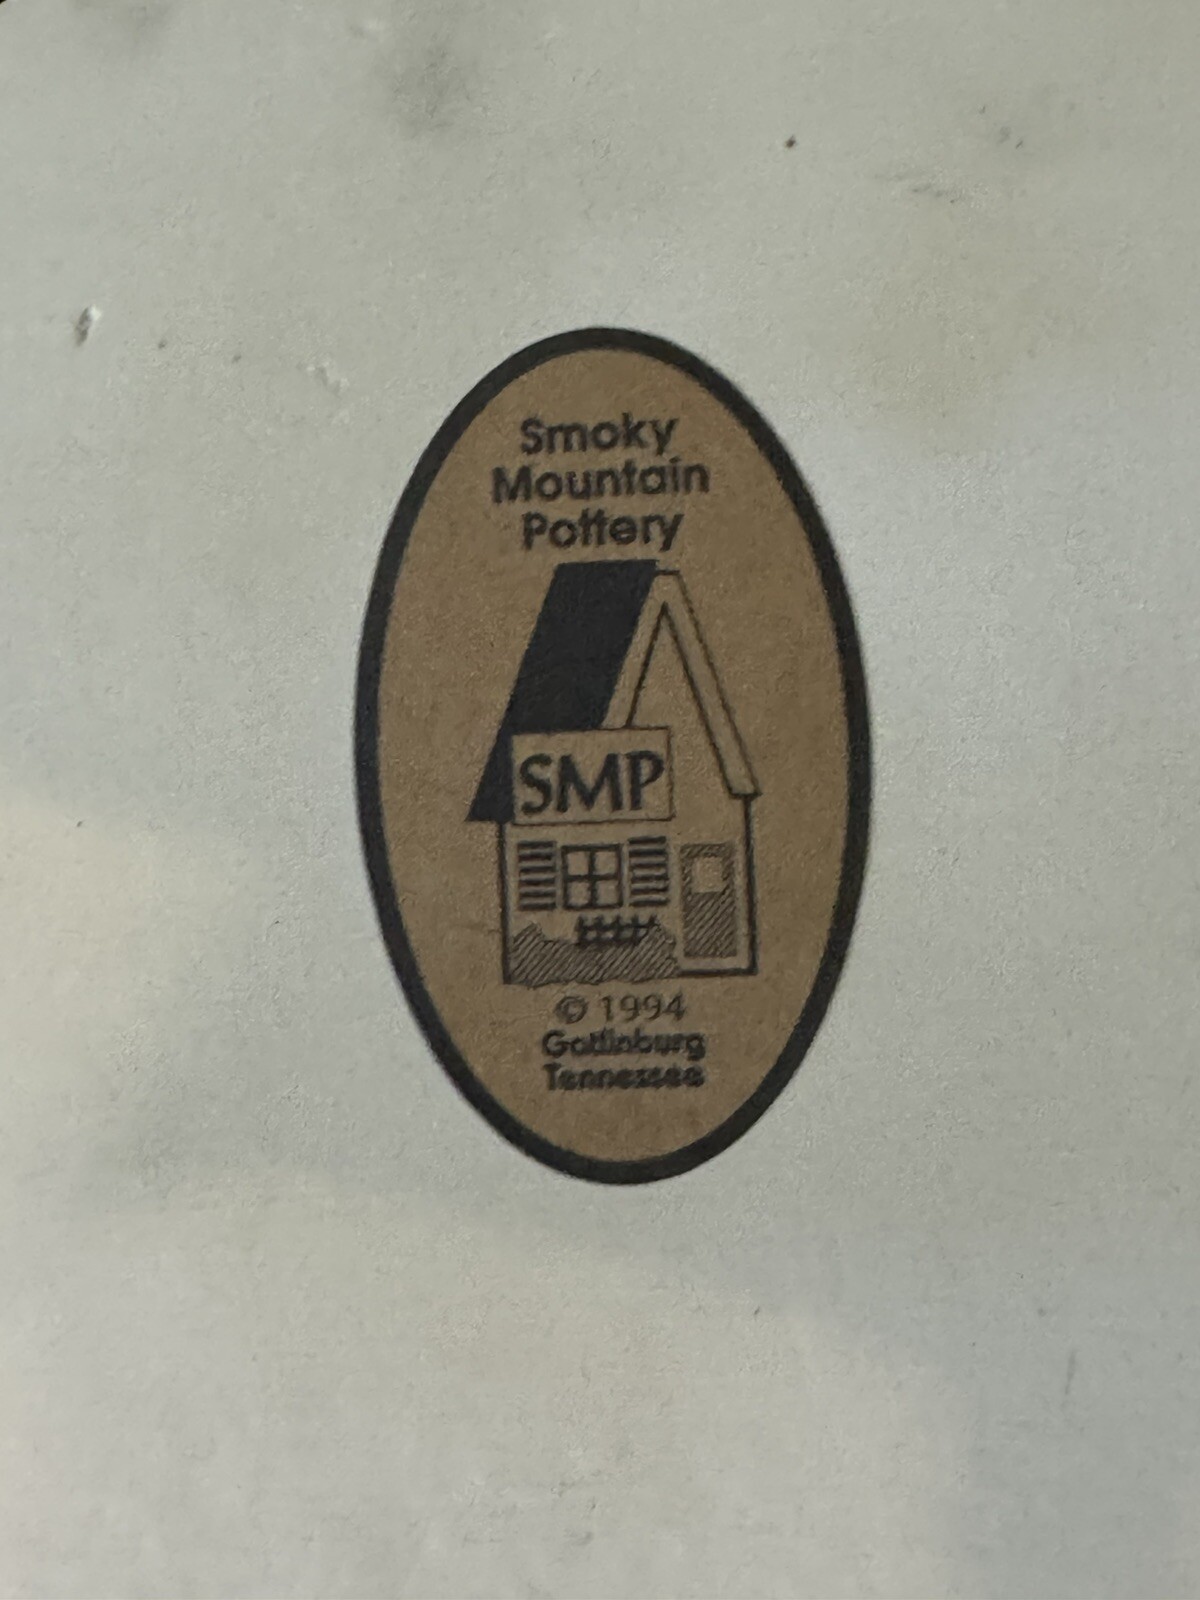 Smoky
Mountain
Pottery
SMP
© 1994
Gatlinburg
Tennessee